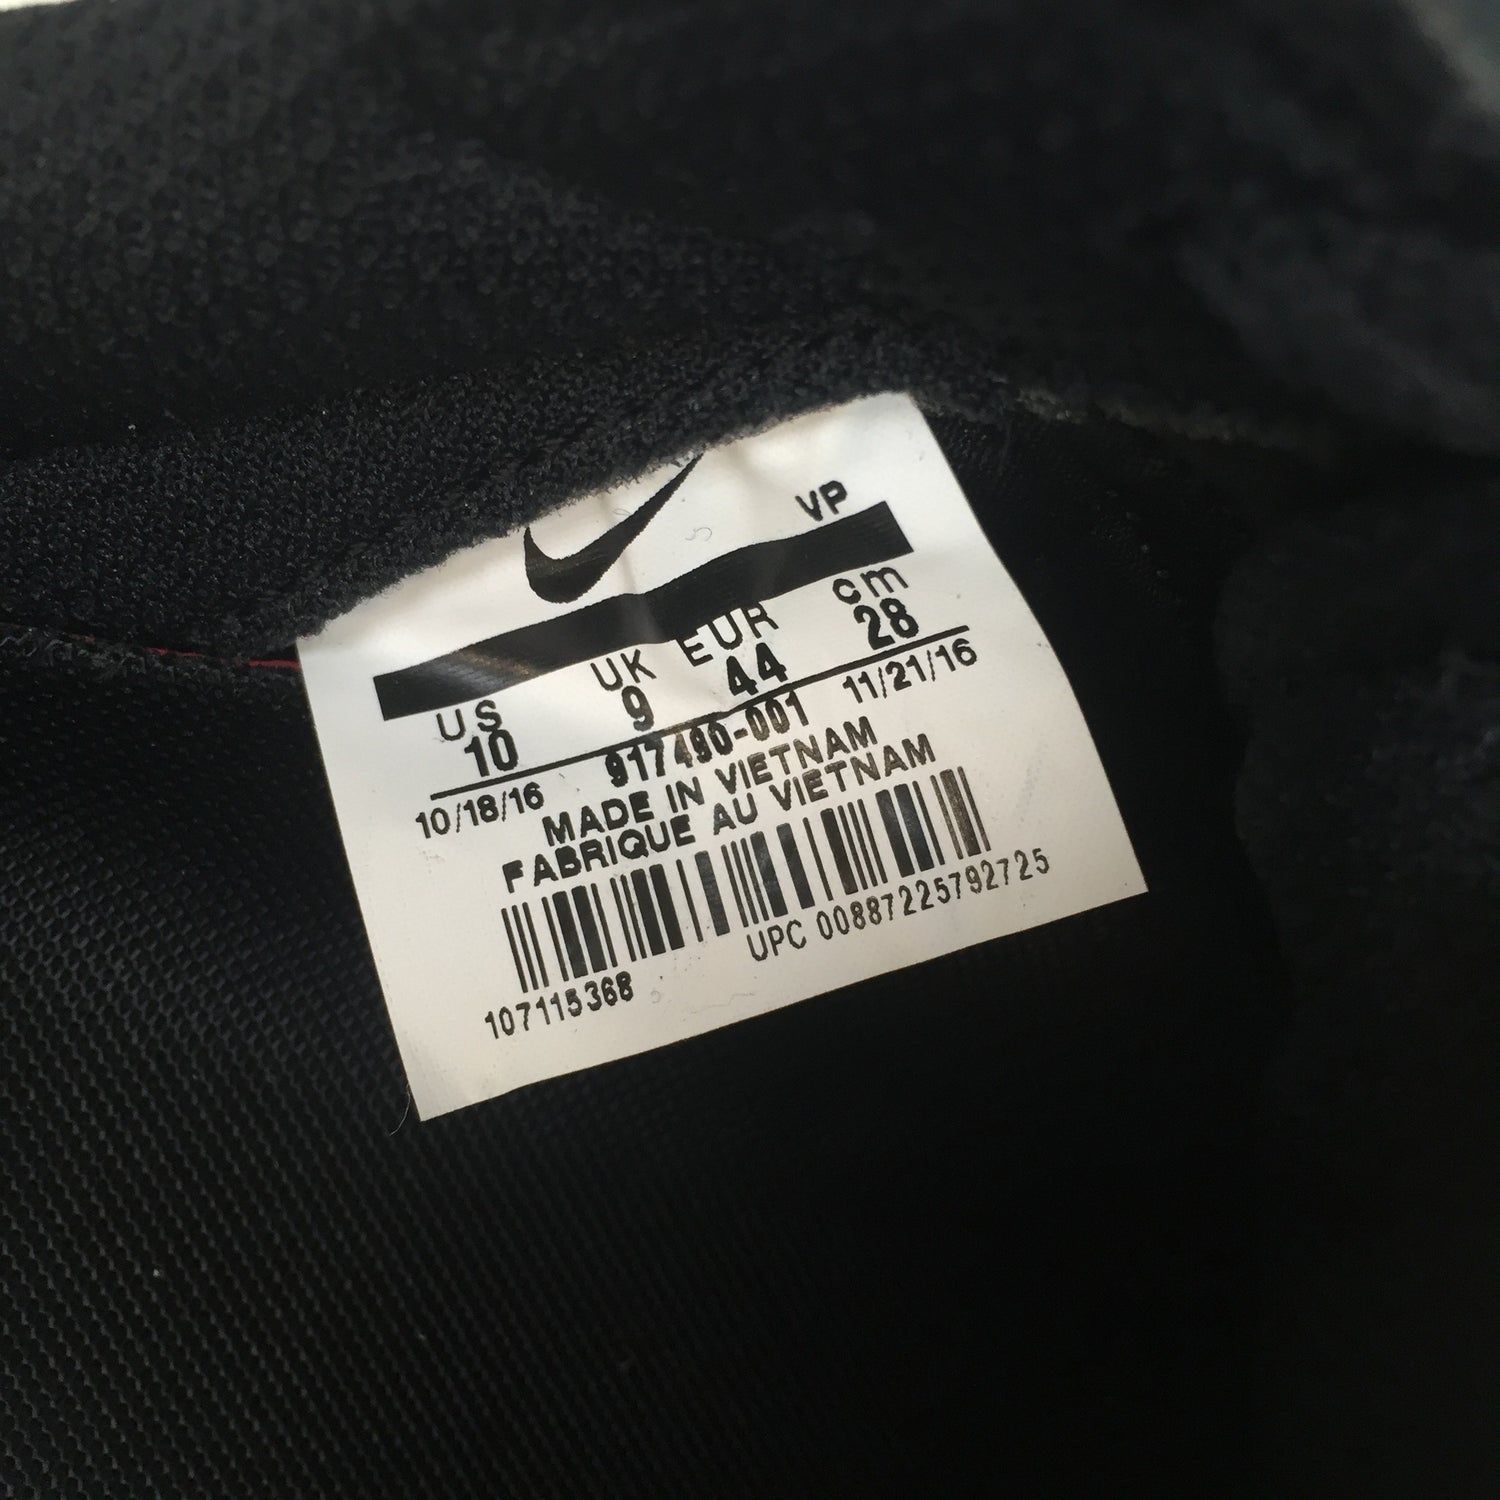 VP
US UK EUR cm
10 9 44 28
10/18/16 917490-001 11/21/16
MADE IN VIETNAM
FABRIQUE AU VIETNAM
107115368 UPC 00887225792725